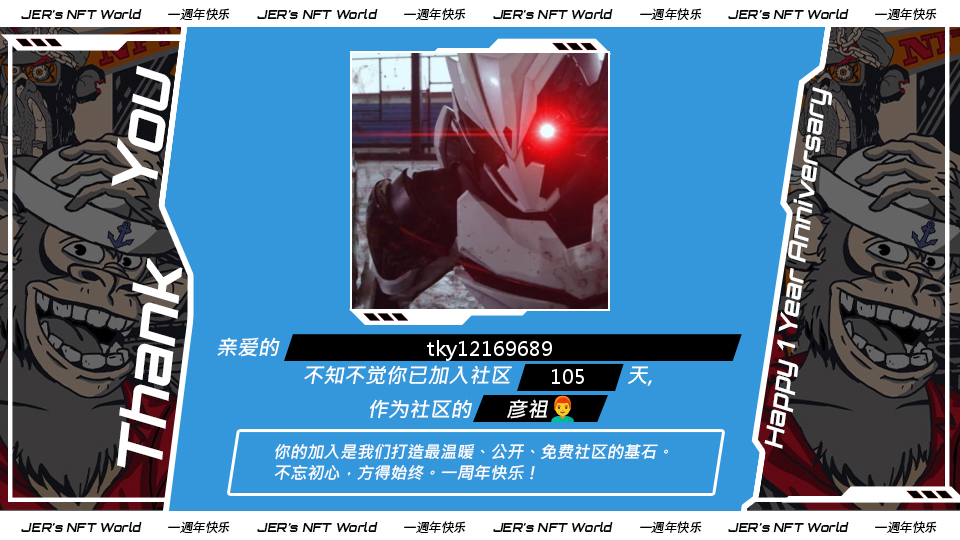 JER's NFT World 一週年快乐 JER's NFT World 一週年快乐 JER's NFT World 一週年快乐 JER's NFT World 一週年快乐
Thank You
Happy 1 Year Anniversary
亲爱的 tky12169689
不知不觉你已加入社区 105 天,
作为社区的 彦祖👨‍🦰
你的加入是我们打造最温暖、公开、免费社区的基石。
不忘初心，方得始终。一周年快乐！
JER's NFT World 一週年快乐 JER's NFT World 一週年快乐 JER's NFT World 一週年快乐 JER's NFT World 一週年快乐